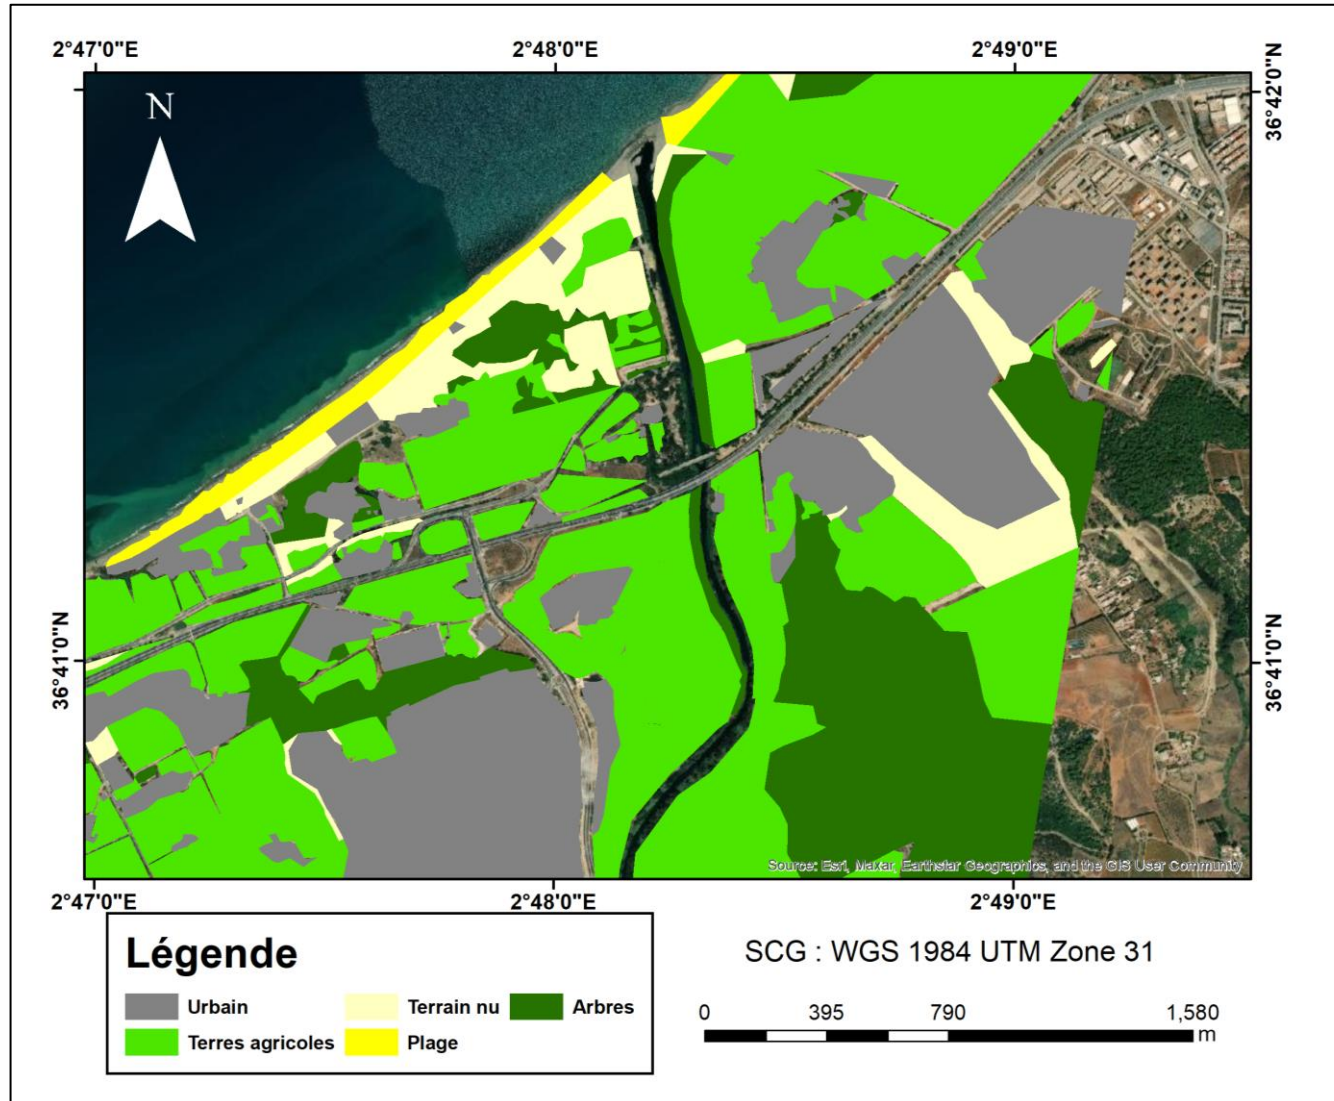 2°47'0"E 2°48'0"E 2°49'0"E
N
36°42'0"N
36°41'0"N 36°41'0"N
Source: Esri, Maxar, Earthstar Geographics, and the GIS User Community
2°47'0"E 2°48'0"E 2°49'0"E
Légende
Urbain Terrain nu Arbres
Terres agricoles Plage
SCG : WGS 1984 UTM Zone 31
0 395 790 1,580
m